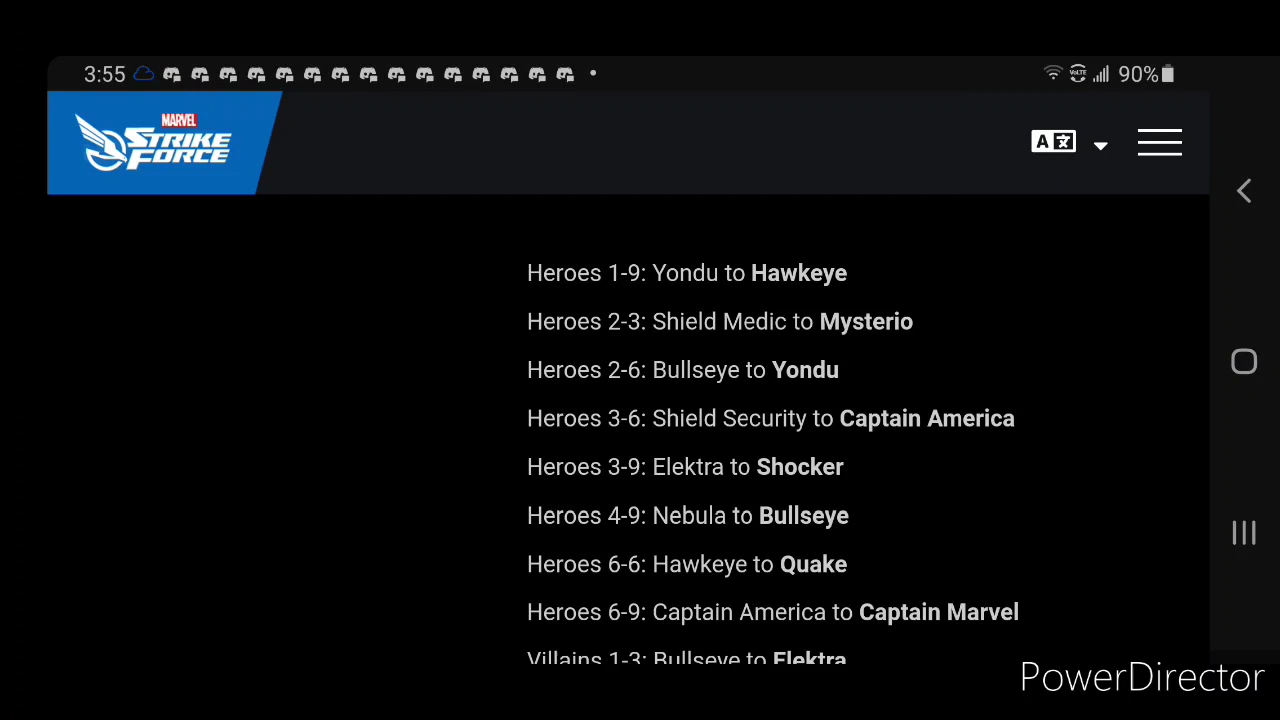 3:55
VoLTE
90%
MARVEL
STRIKE
FORCE
A文
Heroes 1-9: Yondu to Hawkeye
Heroes 2-3: Shield Medic to Mysterio
Heroes 2-6: Bullseye to Yondu
Heroes 3-6: Shield Security to Captain America
Heroes 3-9: Elektra to Shocker
Heroes 4-9: Nebula to Bullseye
Heroes 6-6: Hawkeye to Quake
Heroes 6-9: Captain America to Captain Marvel
Villains 1-3: Bullseye to Elektra
PowerDirector